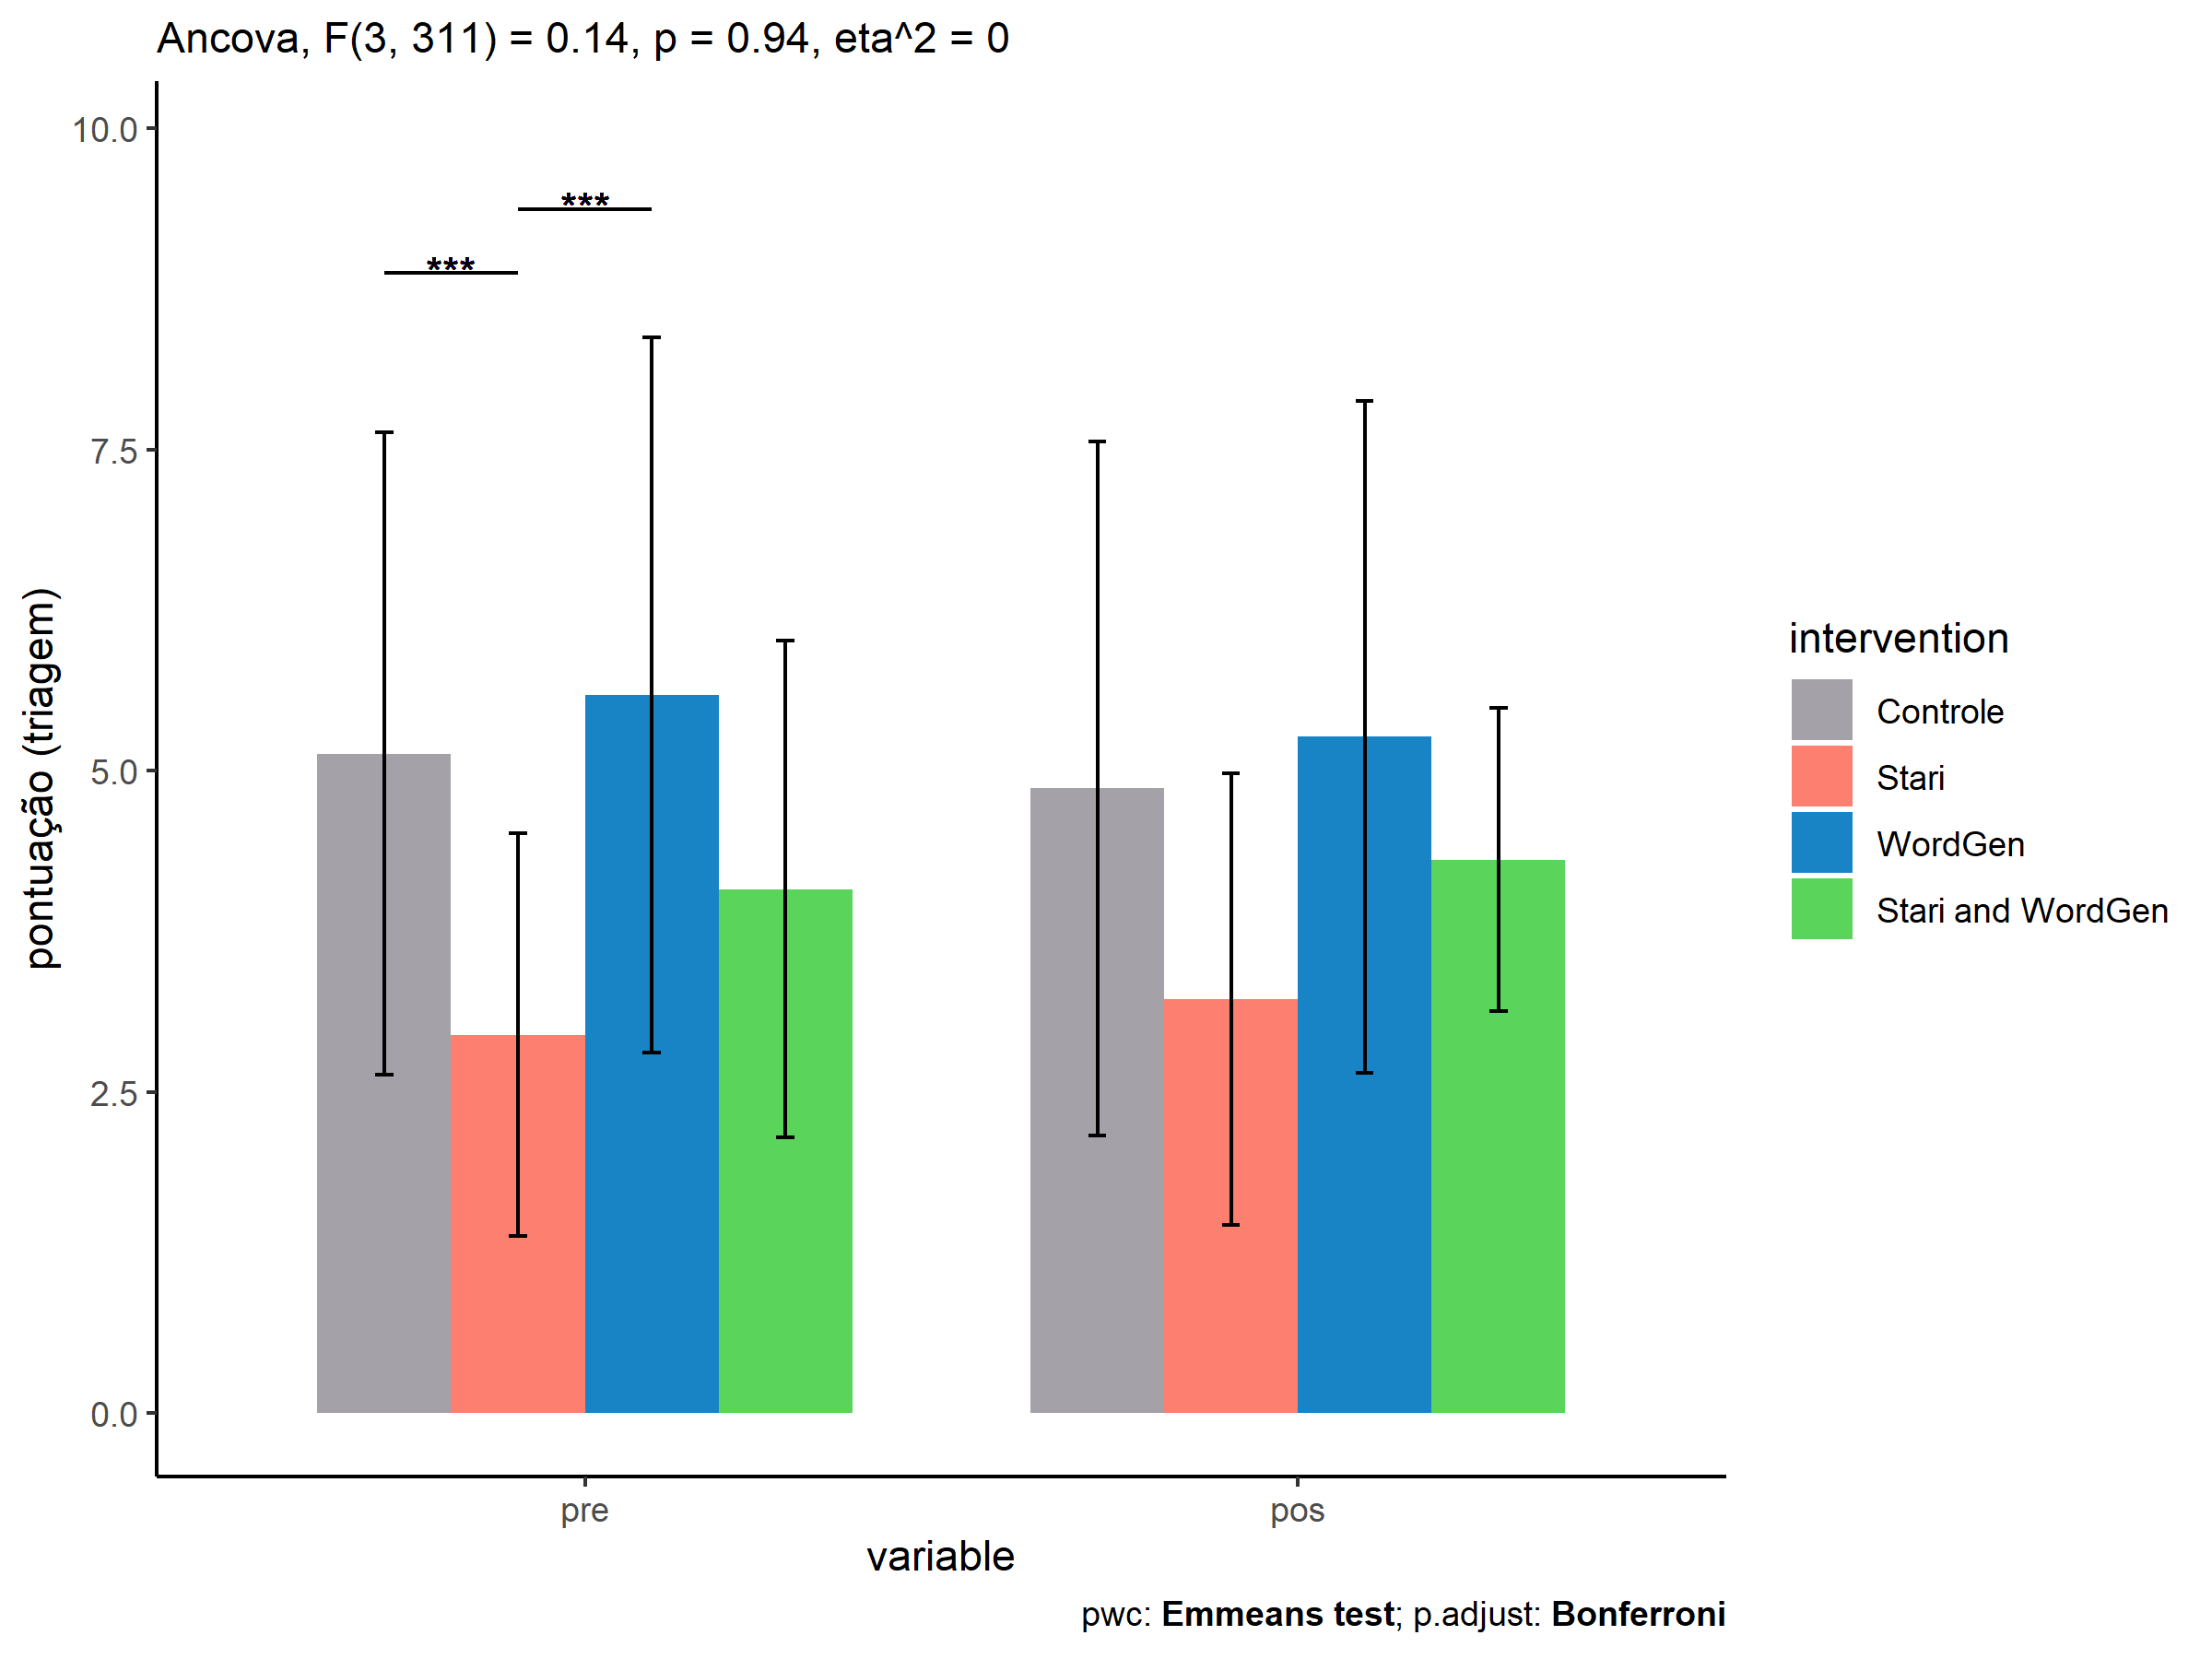 Ancova, F(3, 311) = 0.14, p = 0.94, eta^2 = 0
10.0
7.5
5.0
2.5
0.0
pontuação (triagem)
***
***
pre
pos
variable
intervention
Controle
Stari
WordGen
Stari and WordGen
pwc: Emmeans test; p.adjust: Bonferroni